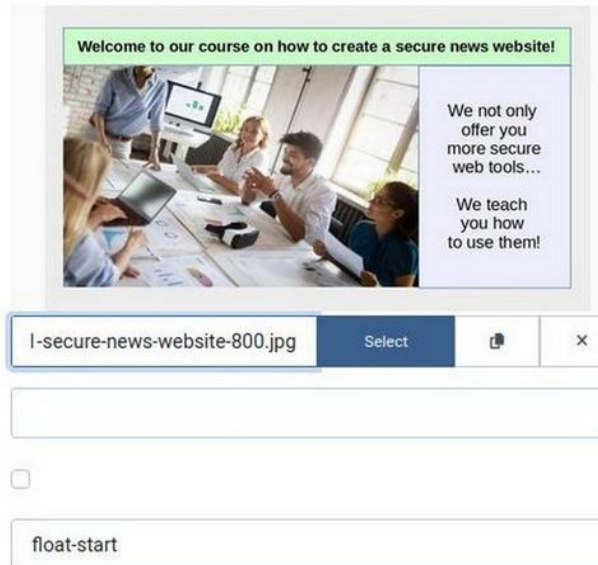 Welcome to our course on how to create a secure news website!
We not only
offer you
more secure
web tools…
We teach
you how
to use them!
l-secure-news-website-800.jpg
Select
float-start